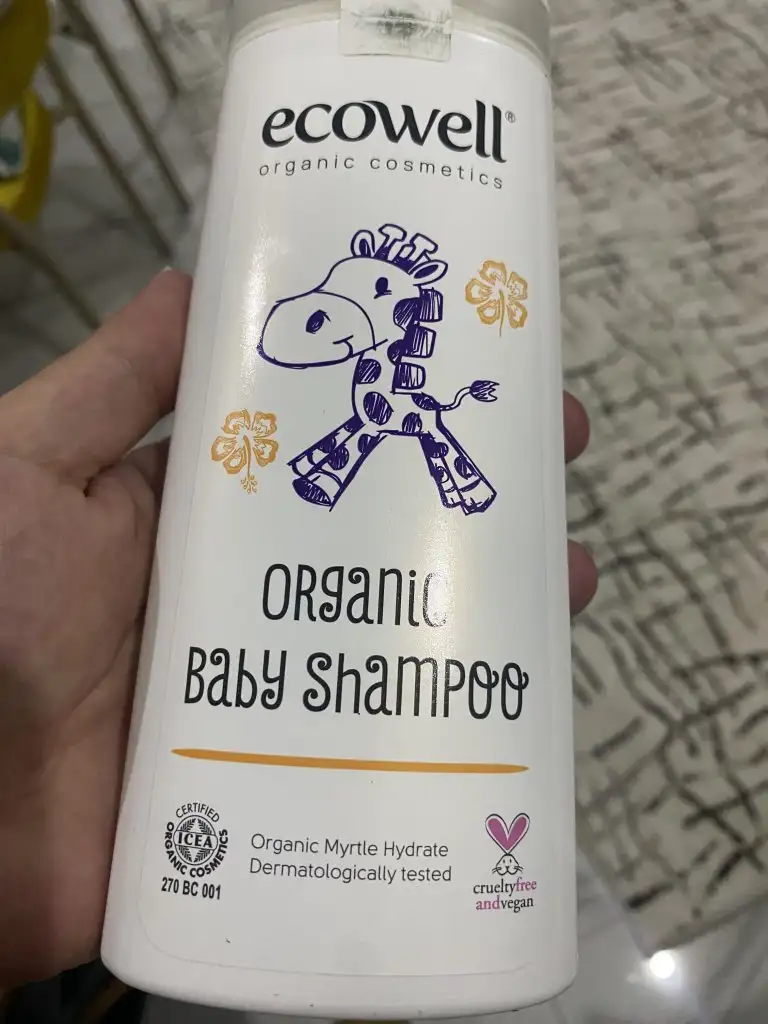 ecowell®
organic cosmetics
Organic
Baby Shampoo
CERTIFIED
ICEA
ORGANIC COSMETICS
270 BC 001
Organic Myrtle Hydrate
Dermatologically tested
crueltyfree
andvegan